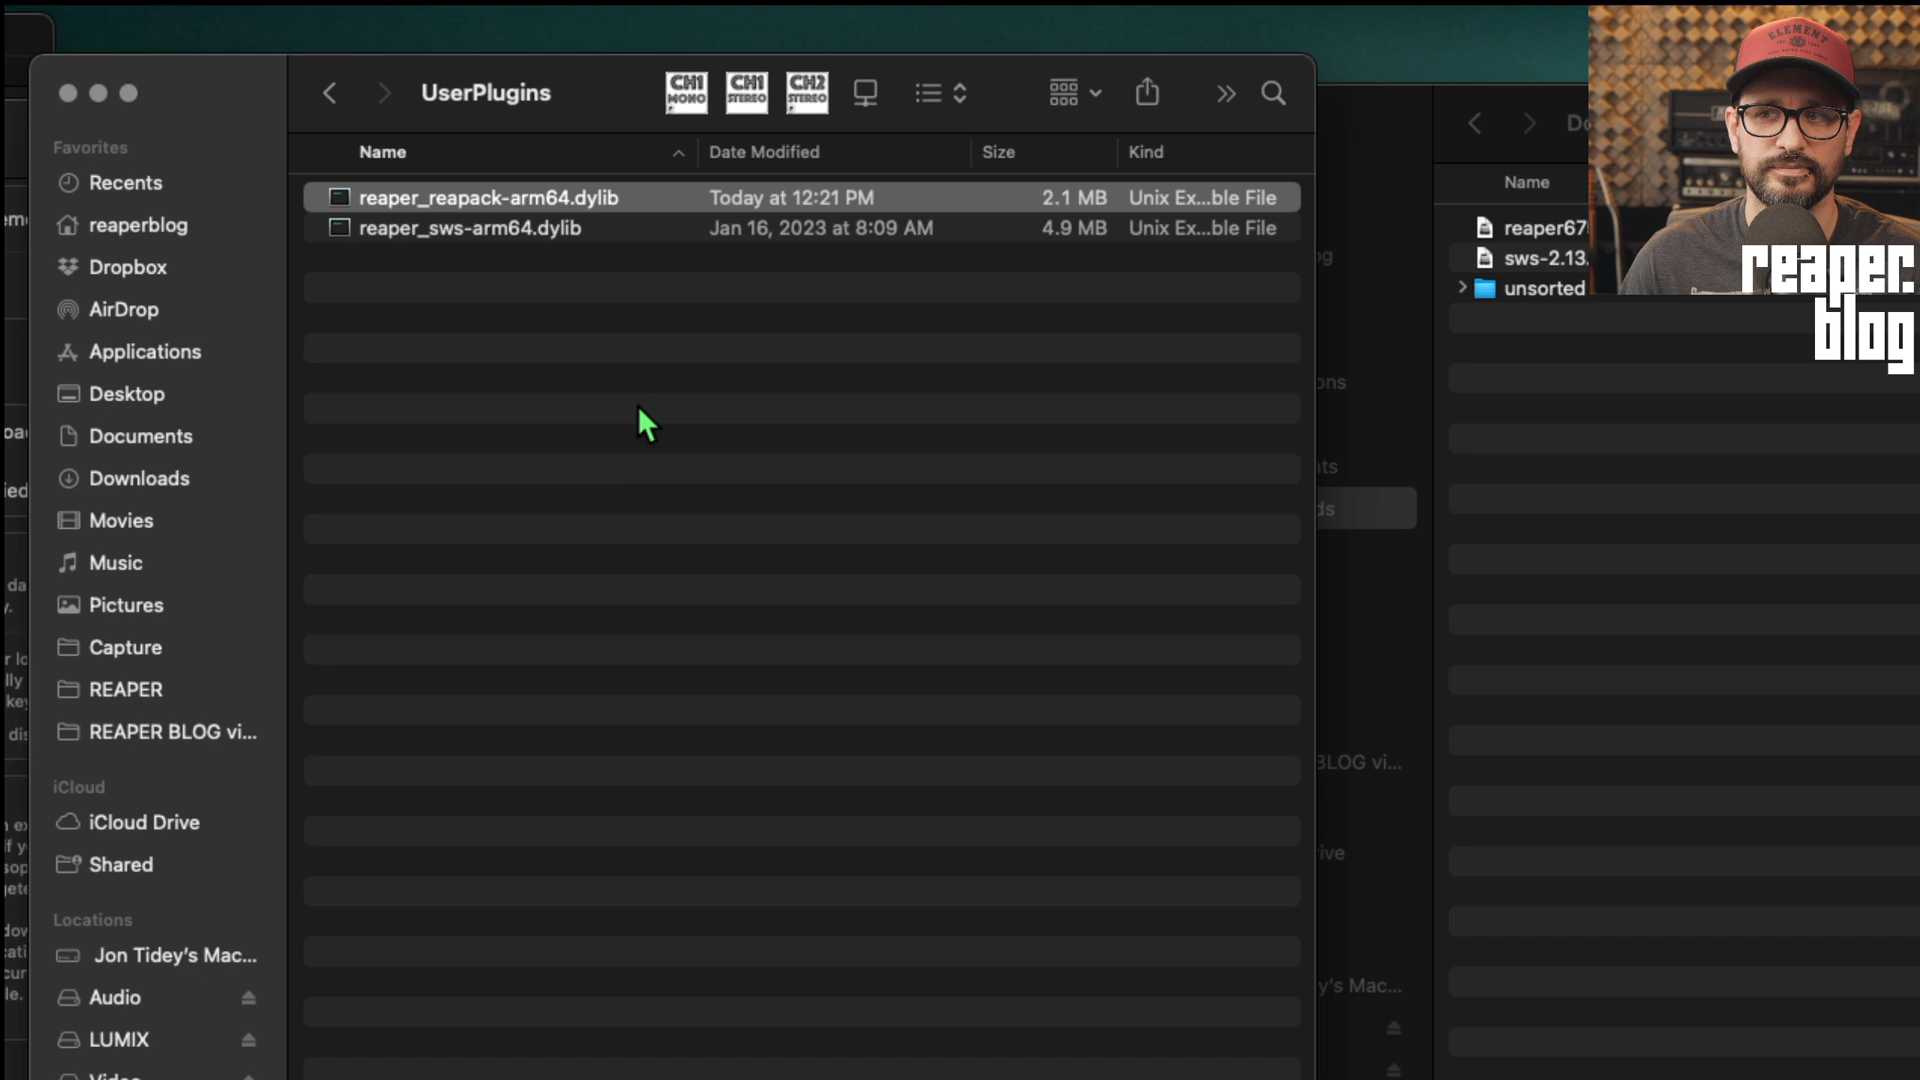 UserPlugins
CH1
MONO
CH1
STEREO
CH2
STEREO
Name
Date Modified
Size
Kind
reaper_reapack-arm64.dylib
Today at 12:21 PM
2.1 MB
Unix Ex...ble File
reaper_sws-arm64.dylib
Jan 16, 2023 at 8:09 AM
4.9 MB
Unix Ex...ble File
Favorites
Recents
reaperblog
Dropbox
AirDrop
Applications
Desktop
Documents
Downloads
Movies
Music
Pictures
Capture
REAPER
REAPER BLOG vi...
iCloud
iCloud Drive
Shared
Locations
Jon Tidey's Mac...
Audio
LUMIX
BLOG vi...
y's Mac...
Name
reaper67
sws-2.13.
unsorted
ELEMENT
reaper.
blog